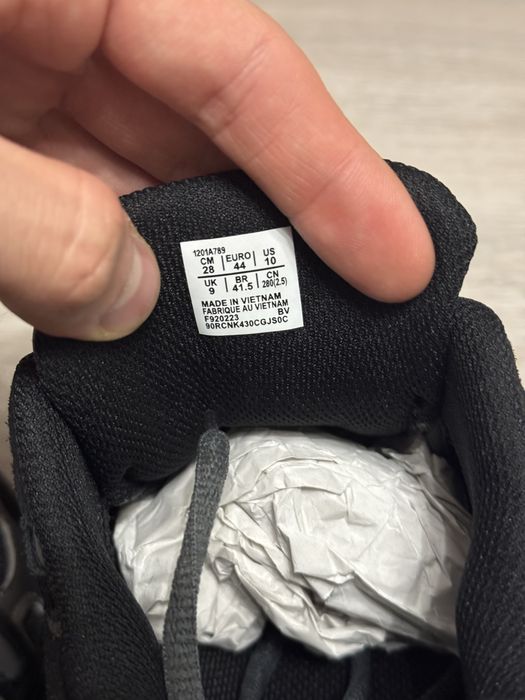 1201A789
CM EURO US
28 44 10
UK BR CN
9 41.5 280(2.5)
MADE IN VIETNAM
FABRIQUE AU VIETNAM
F920223 BV
90RCNK430CGJS0C